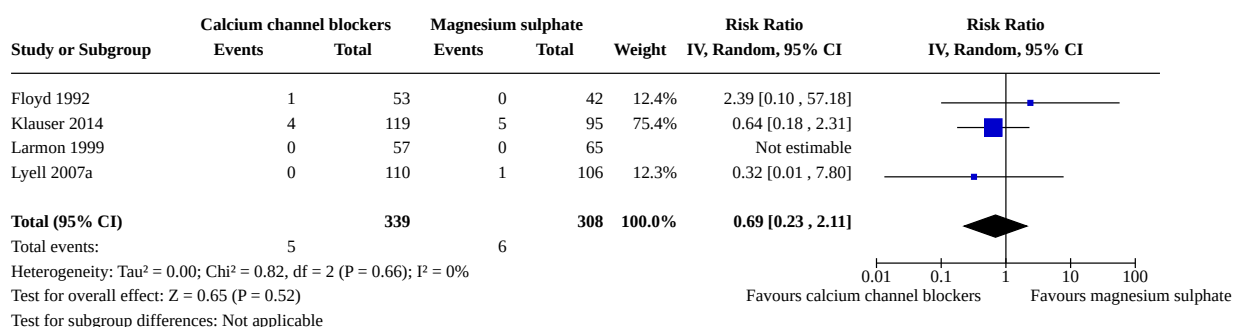 Calcium channel blockers Magnesium sulphate Risk Ratio Risk Ratio
Study or Subgroup Events Total Events Total Weight IV, Random, 95% CI IV, Random, 95% CI
Floyd 1992 1 53 0 42 12.4% 2.39 [0.10 , 57.18]
Klauser 2014 4 119 5 95 75.4% 0.64 [0.18 , 2.31]
Larmon 1999 0 57 0 65 Not estimable
Lyell 2007a 0 110 1 106 12.3% 0.32 [0.01 , 7.80]
Total (95% CI) 339 308 100.0% 0.69 [0.23 , 2.11]
Total events: 5 6
Heterogeneity: Tau² = 0.00; Chi² = 0.82, df = 2 (P = 0.66); I² = 0%
0.01 0.1 1 10 100
Test for overall effect: Z = 0.65 (P = 0.52)
Favours calcium channel blockers Favours magnesium sulphate
Test for subgroup differences: Not applicable